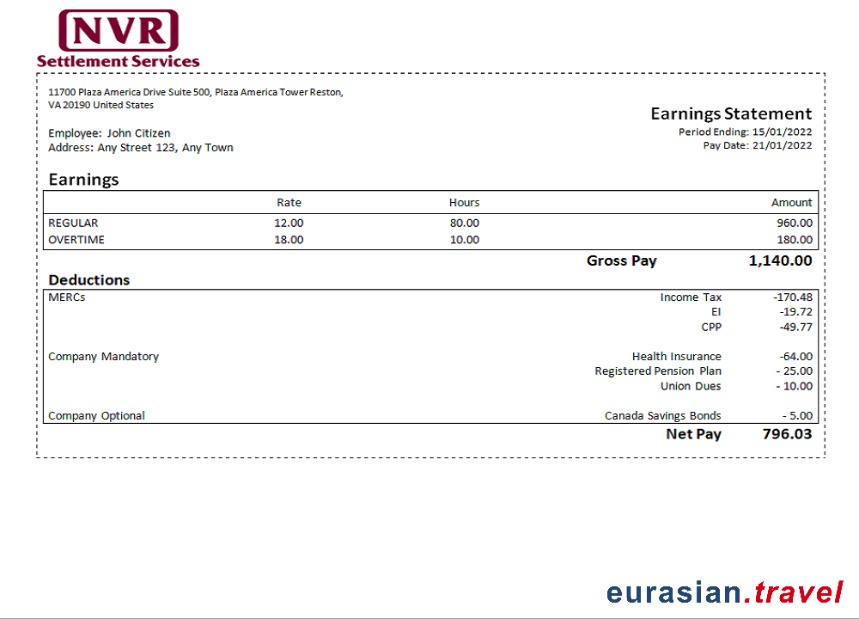 NVR
Settlement Services
11700 Plaza America Drive Suite 500, Plaza America Tower Reston,
VA 20190 United States
Earnings Statement
Period Ending: 15/01/2022
Pay Date: 21/01/2022
Employee: John Citizen
Address: Any Street 123, Any Town
Earnings
Rate Hours Amount
REGULAR 12.00 80.00 960.00
OVERTIME 18.00 10.00 180.00
Gross Pay 1,140.00
Deductions
MERCs Income Tax -170.48
EI -19.72
CPP -49.77
Company Mandatory Health Insurance -64.00
Registered Pension Plan - 25.00
Union Dues - 10.00
Company Optional Canada Savings Bonds - 5.00
Net Pay 796.03
eurasian.travel